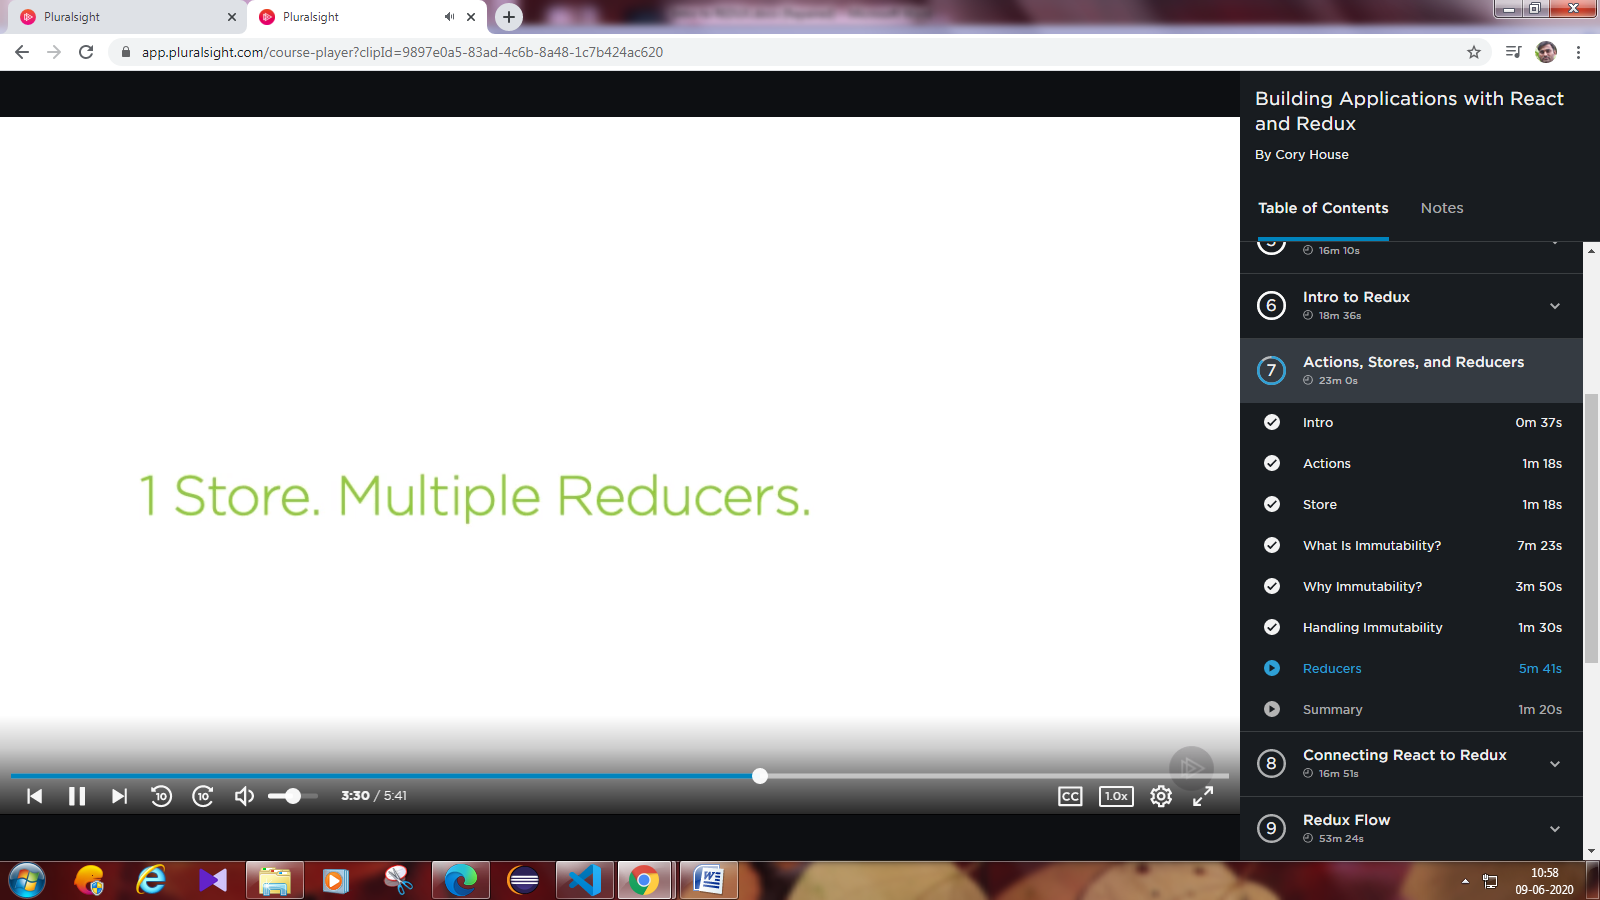 Pluralsight
Pluralsight
app.pluralsight.com/course-player?clipId=9897e0a5-83ad-4c6b-8a48-1c7b424ac620
Building Applications with React
and Redux
By Cory House
Table of Contents
Notes
16m 10s
6
Intro to Redux
18m 36s
7
Actions, Stores, and Reducers
23m 0s
Intro
0m 37s
Actions
1m 18s
Store
1m 18s
What Is Immutability?
7m 23s
Why Immutability?
3m 50s
Handling Immutability
1m 30s
Reducers
5m 41s
Summary
1m 20s
8
Connecting React to Redux
16m 51s
9
Redux Flow
53m 24s
1 Store. Multiple Reducers.
10
10
3:30 / 5:41
CC
1.0x
10:58
09-06-2020